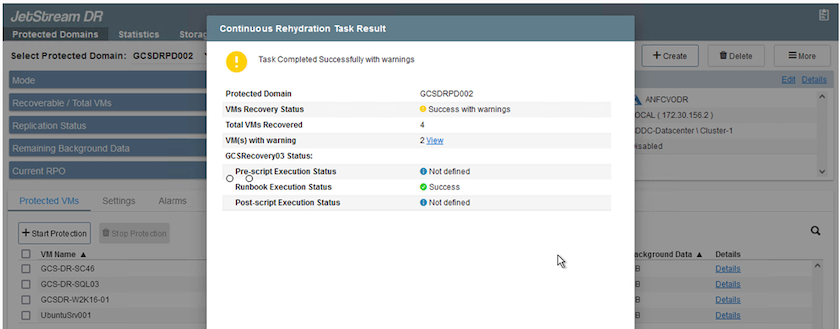 JetStream DR
Protected Domains Statistics Storag
Select Protected Domain: GCSDRPD002
+ Create Delete More
Mode
Recoverable / Total VMs
Replication Status
Remaining Background Data
Current RPO
Edit Details
ANFCVODR
OCAL ( 172.30.156.2 )
DDC-Datacenter \ Cluster-1
isabled
Continuous Rehydration Task Result
Task Completed Successfully with warnings
Protected Domain GCSDRPD002
VMs Recovery Status Success with warnings
Total VMs Recovered 4
VM(s) with warning 2 View
GCSRecovery03 Status:
Pre-script Execution Status Not defined
Runbook Execution Status Success
Post-script Execution Status Not defined
Protected VMs Settings Alarms
+ Start Protection Stop Protection
VM Name ▲ ackground Data ▲ Details
GCS-DR-SC46 B Details
GCS-DR-SQL03 B Details
GCSDR-W2K16-01 B Details
UbuntuSrv001 B Details